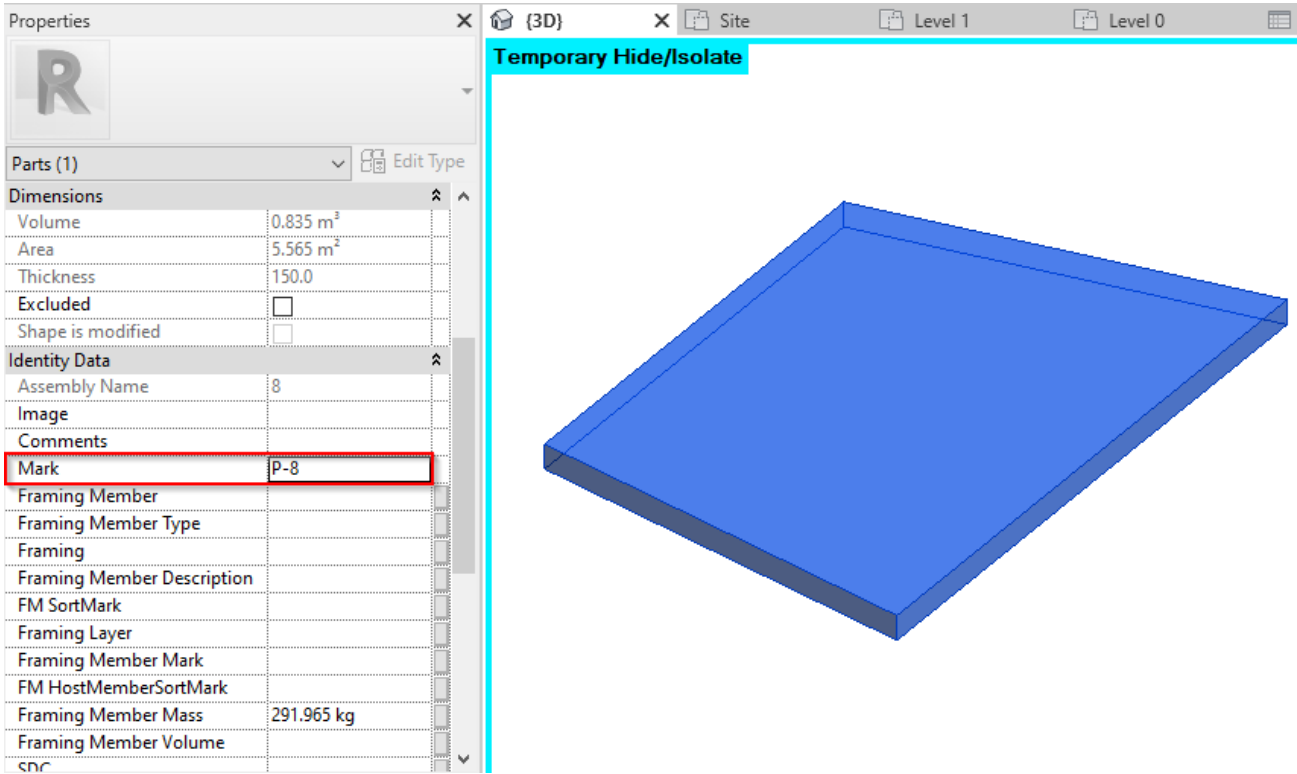 Properties
{3D}
Site
Level 1
Level 0
Temporary Hide/Isolate
R
Parts (1)
Edit Type
Dimensions
Volume 0.835 m³
Area 5.565 m²
Thickness 150.0
Excluded
Shape is modified
Identity Data
Assembly Name 8
Image
Comments
Mark P-8
Framing Member
Framing Member Type
Framing
Framing Member Description
FM SortMark
Framing Layer
Framing Member Mark
FM HostMemberSortMark
Framing Member Mass 291.965 kg
Framing Member Volume
SDC